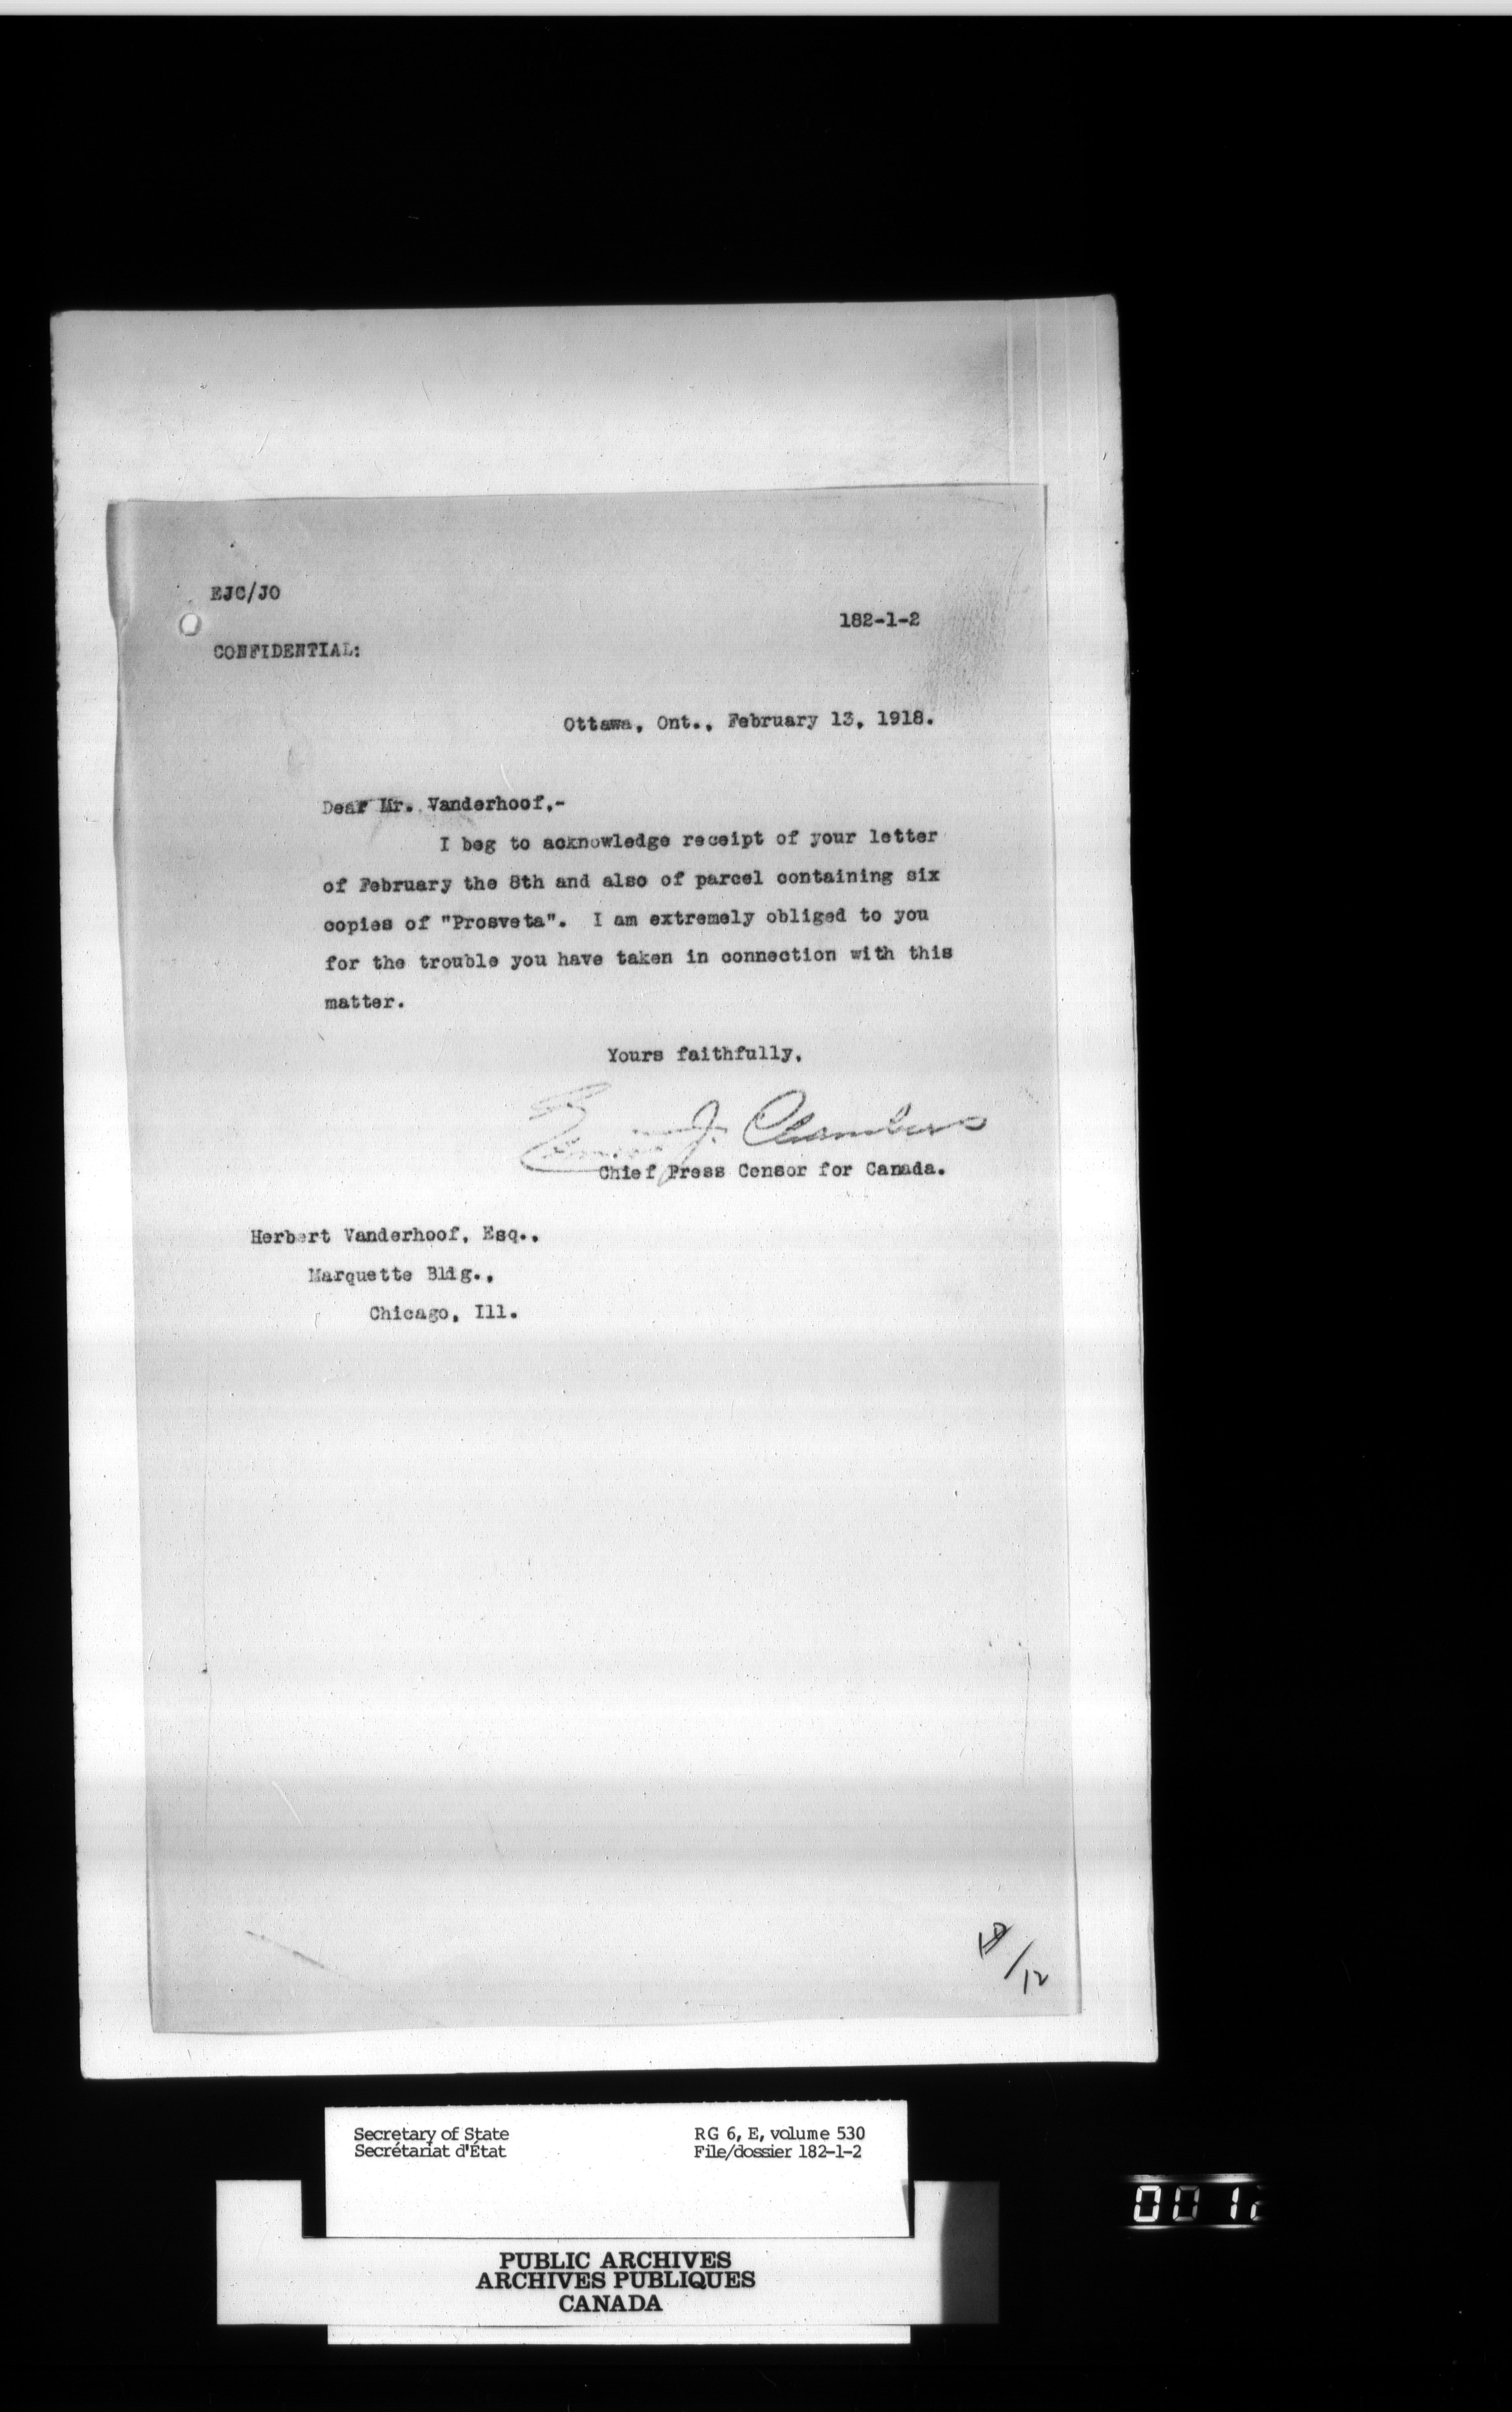 EJC/JO
182-1-2
CONFIDENTIAL:
Ottawa, Ont., February 13, 1918.
Dear Mr. Vanderhoof,-
I beg to acknowledge receipt of your letter
of February the 8th and also of parcel containing six
copies of "Prosveta". I am extremely obliged to you
for the trouble you have taken in connection with this
matter.
Yours faithfully,
J. Chambers
Chief Press Censor for Canada.
Herbert Vanderhoof, Esq.,
Marquette Bldg.,
Chicago, Ill.
/12
Secretary of State
Secrétariat d'État
RG 6, E, volume 530
File/dossier 182-1-2
PUBLIC ARCHIVES
ARCHIVES PUBLIQUES
CANADA